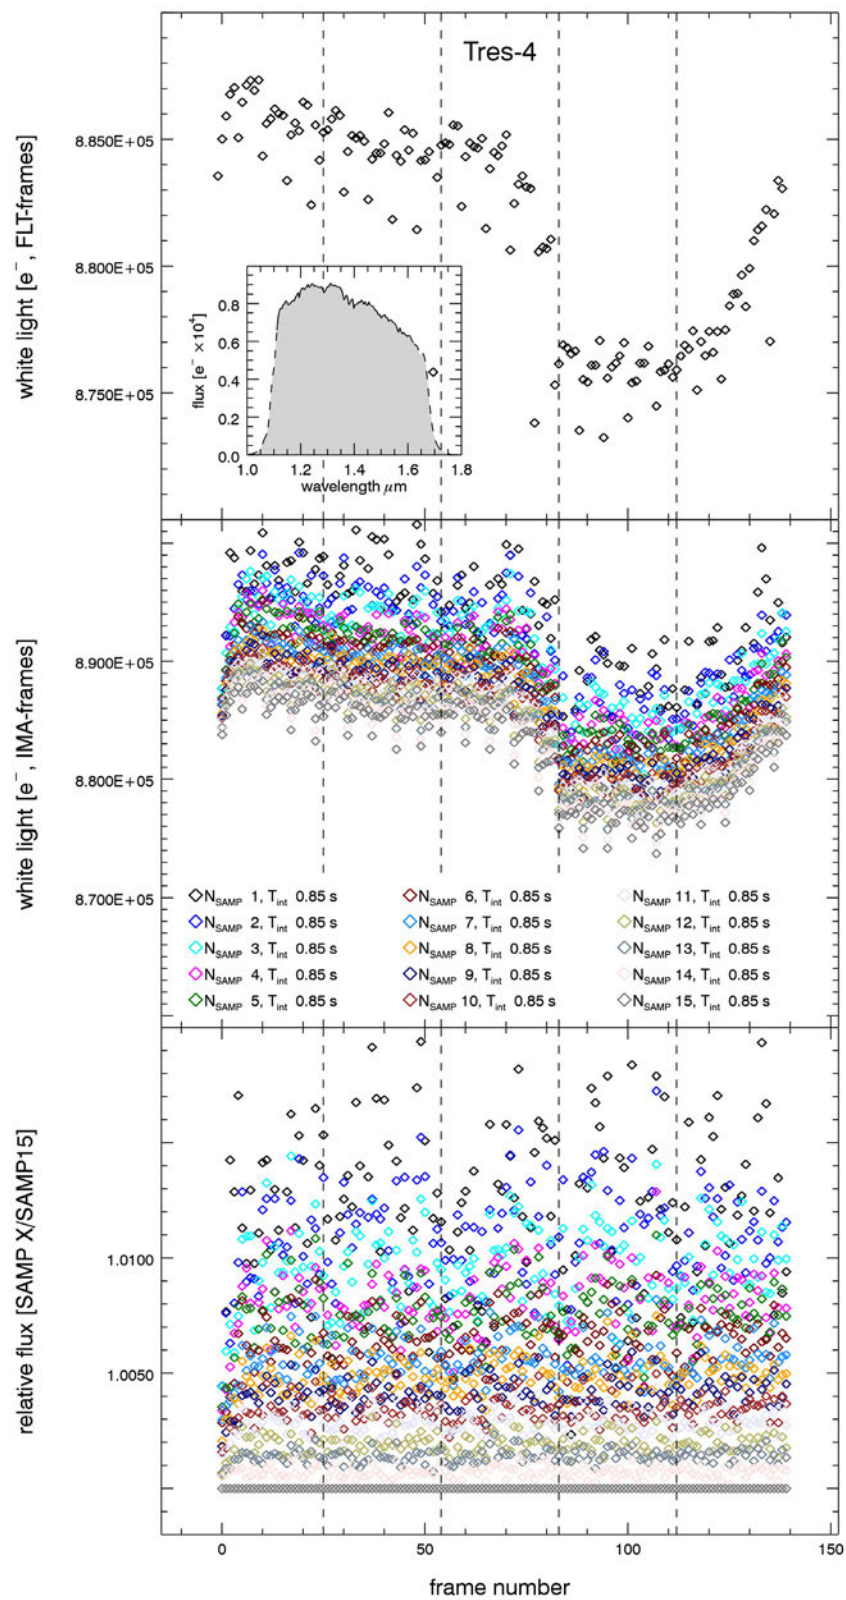 Tres-4
white light [e⁻, FLT-frames]
8.850E+05
8.800E+05
8.750E+05
flux [e⁻ ×10⁴]
0.8
0.6
0.4
0.2
0.0
1.0 1.2 1.4 1.6 1.8
wavelength μm
white light [e⁻, IMA-frames]
8.900E+05
8.800E+05
8.700E+05
N_SAMP 1, T_int 0.85 s N_SAMP 6, T_int 0.85 s N_SAMP 11, T_int 0.85 s
N_SAMP 2, T_int 0.85 s N_SAMP 7, T_int 0.85 s N_SAMP 12, T_int 0.85 s
N_SAMP 3, T_int 0.85 s N_SAMP 8, T_int 0.85 s N_SAMP 13, T_int 0.85 s
N_SAMP 4, T_int 0.85 s N_SAMP 9, T_int 0.85 s N_SAMP 14, T_int 0.85 s
N_SAMP 5, T_int 0.85 s N_SAMP 10, T_int 0.85 s N_SAMP 15, T_int 0.85 s
relative flux [SAMP X/SAMP15]
1.0100
1.0050
0 50 100 150
frame number